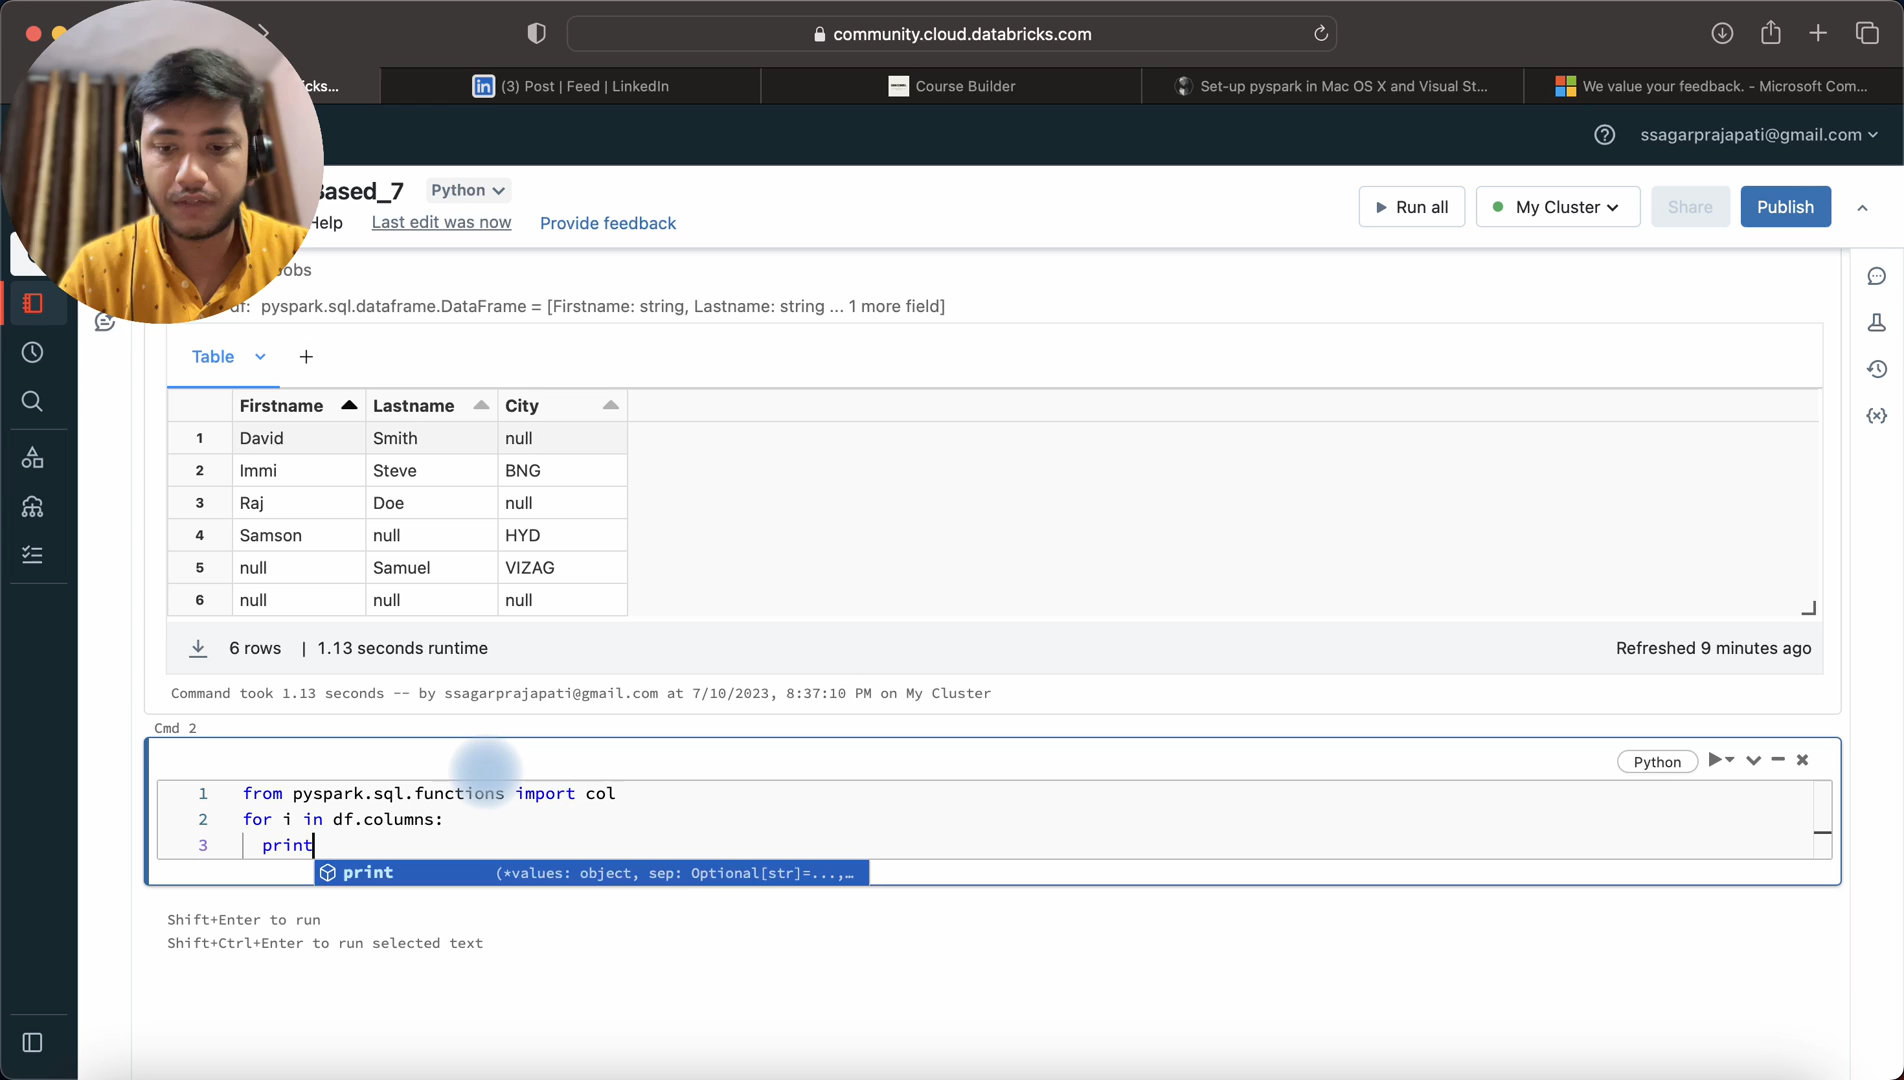 community.cloud.databricks.com
cks...
(3) Post | Feed | LinkedIn
Course Builder
Set-up pyspark in Mac OS X and Visual St...
We value your feedback. - Microsoft Com...
ssagarprajapati@gmail.com
Based_7
Python
Help
Last edit was now
Provide feedback
Run all
My Cluster
Share
Publish
Jobs
df: pyspark.sql.dataframe.DataFrame = [Firstname: string, Lastname: string ... 1 more field]
Table
Firstname Lastname City
1 David Smith null
2 Immi Steve BNG
3 Raj Doe null
4 Samson null HYD
5 null Samuel VIZAG
6 null null null
6 rows | 1.13 seconds runtime
Refreshed 9 minutes ago
Command took 1.13 seconds -- by ssagarprajapati@gmail.com at 7/10/2023, 8:37:10 PM on My Cluster
Cmd 2
Python
1 from pyspark.sql.functions import col
2 for i in df.columns:
3 print
print (*values: object, sep: Optional[str]=...,…
Shift+Enter to run
Shift+Ctrl+Enter to run selected text